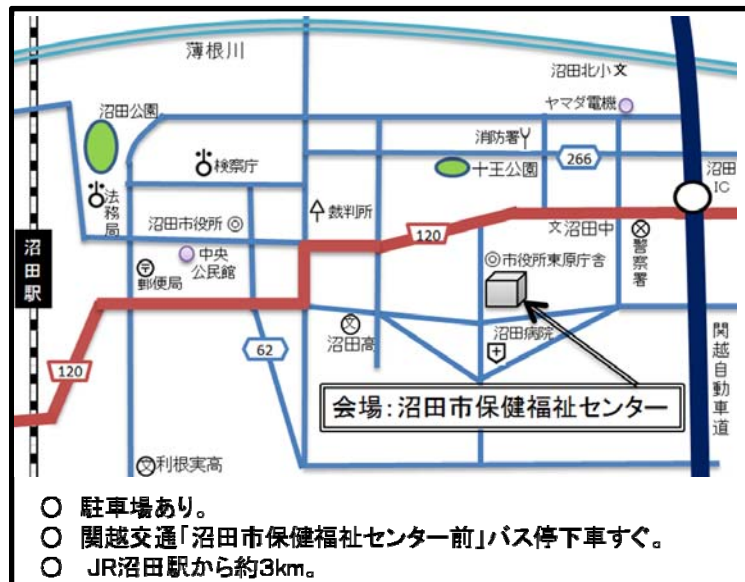 薄根川
沼田北小 文
沼田公園
ヤマダ電機
消防署
検察庁
266
十王公園
沼田
IC
法務局
裁判所
沼田市役所
120
文 沼田中
中央
公民館
警察署
市役所東原庁舎
沼田駅
郵便局
沼田病院
文
沼田高
62
関越自動車道
120
会場：沼田市保健福祉センター
文 利根実高
○ 駐車場あり。
○ 関越交通「沼田市保健福祉センター前」バス停下車すぐ。
○ JR沼田駅から約3km。